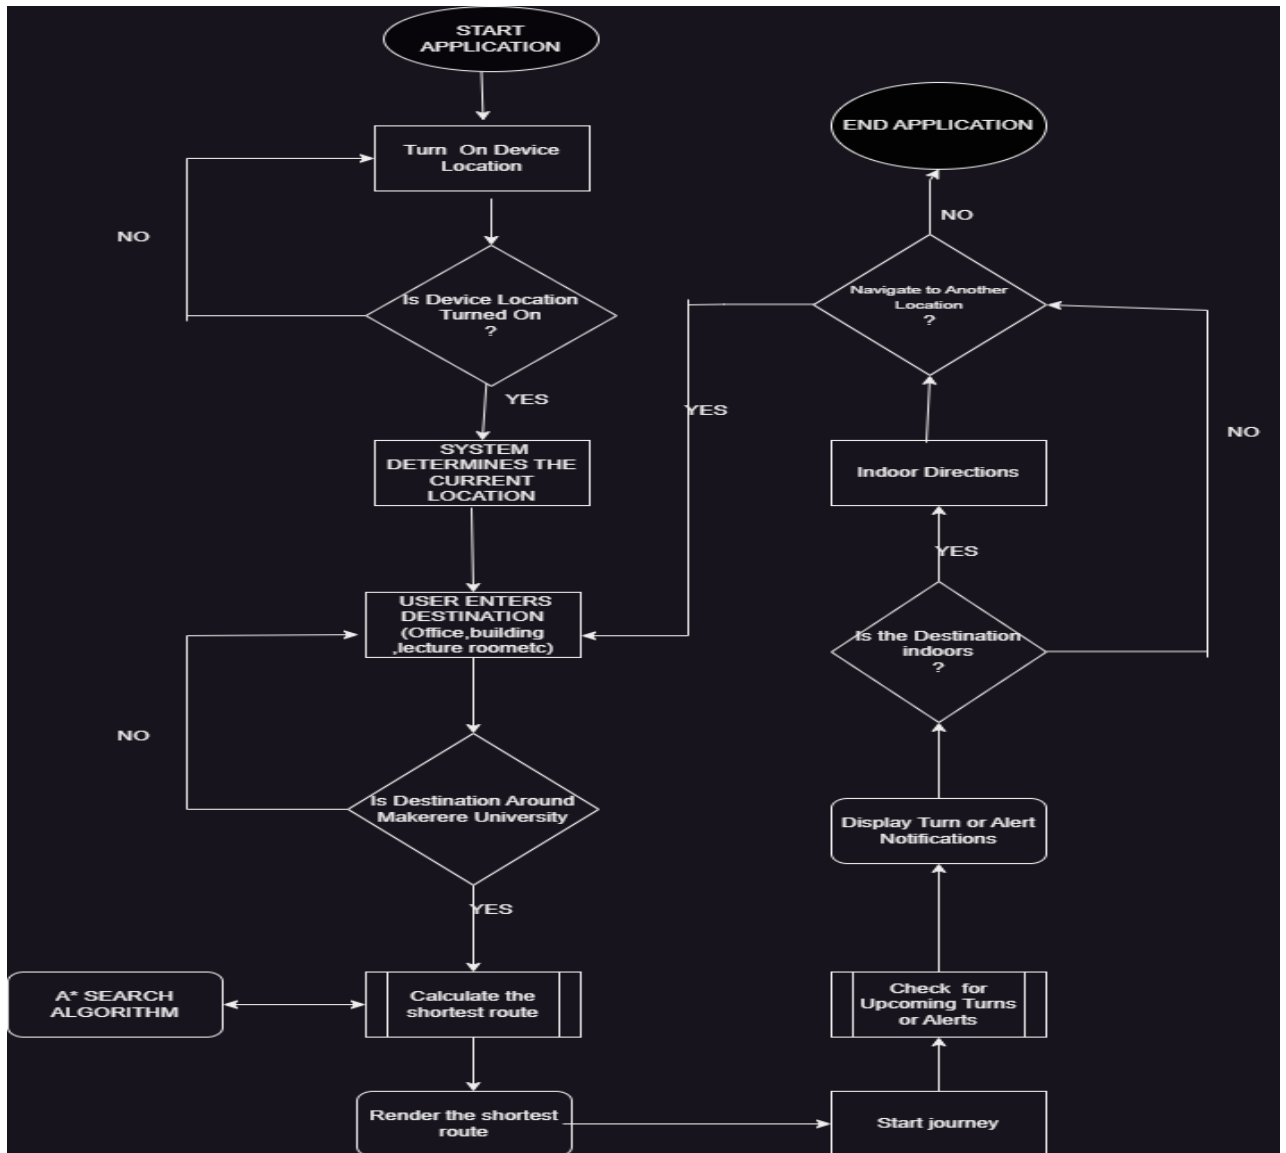 START
APPLICATION
Turn On Device
Location
NO
Is Device Location
Turned On
?
YES
SYSTEM
DETERMINES THE
CURRENT
LOCATION
USER ENTERS
DESTINATION
(Office,building
,lecture roometc)
NO
Is Destination Around
Makerere University
YES
A* SEARCH
ALGORITHM
Calculate the
shortest route
Render the shortest
route
Start journey
Check for
Upcoming Turns
or Alerts
Display Turn or Alert
Notifications
Is the Destination
indoors
?
YES
NO
Indoor Directions
Navigate to Another
Location
?
YES
NO
END APPLICATION